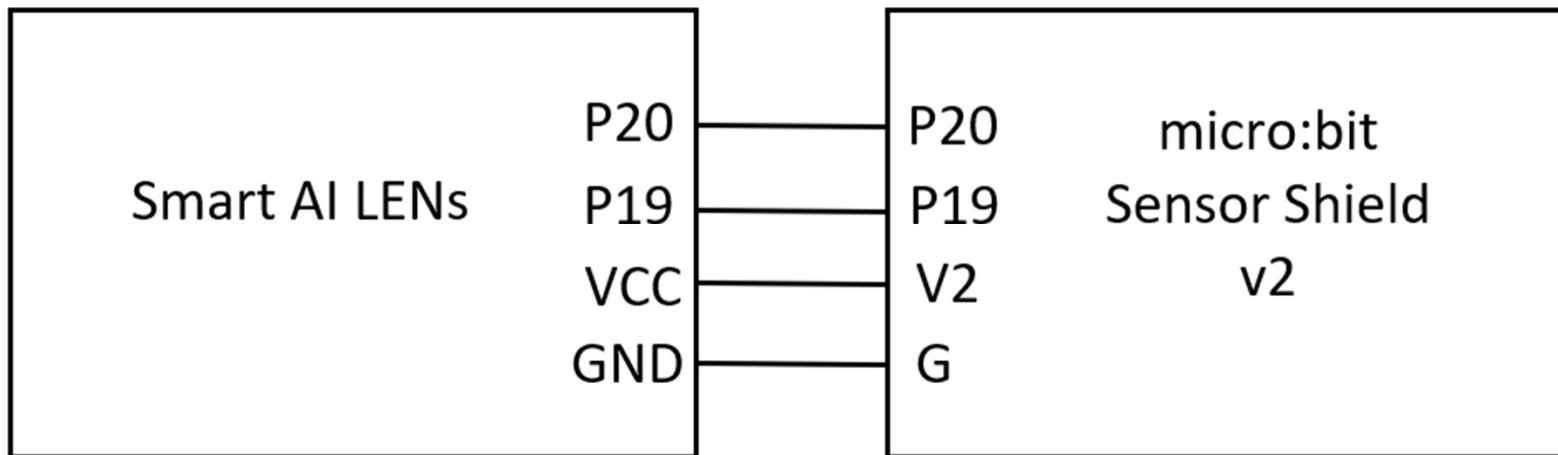 Smart AI LENs
P20
P19
VCC
GND
P20
P19
V2
G
micro:bit
Sensor Shield
v2